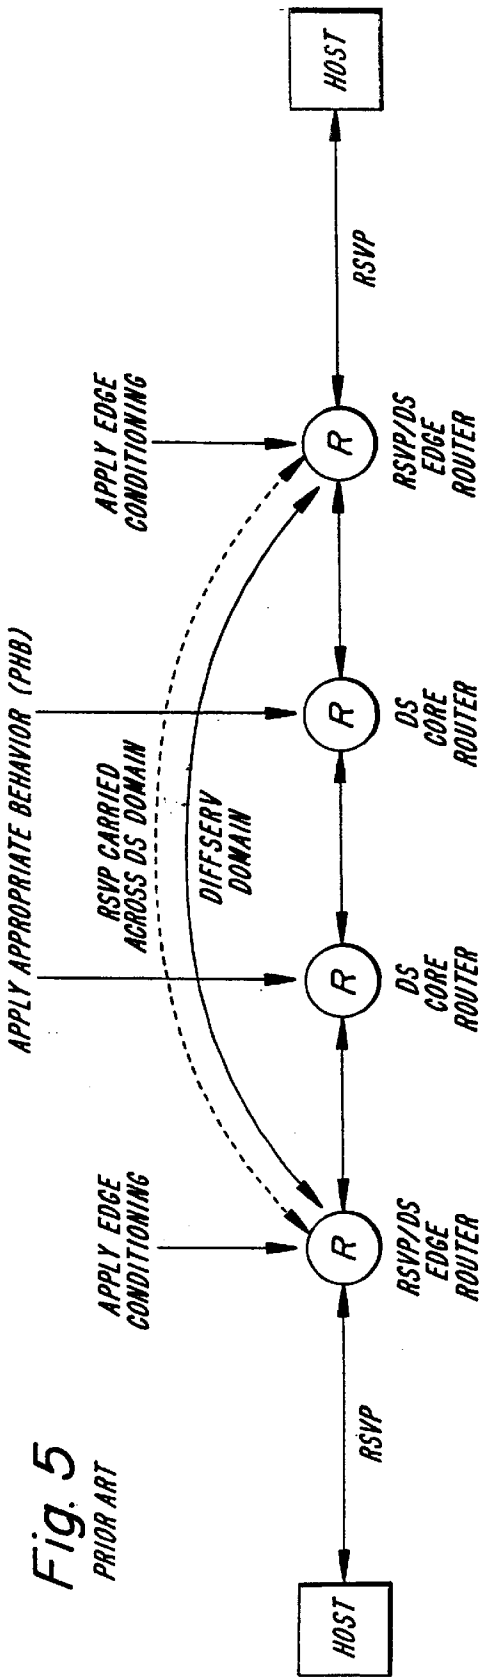 Fig. 5
PRIOR ART
APPLY APPROPRIATE BEHAVIOR (PHB)
APPLY EDGE
CONDITIONING
RSVP CARRIED
ACROSS DS DOMAIN
APPLY EDGE
CONDITIONING
DIFFSERV
DOMAIN
HOST
RSVP
R
R
R
R
RSVP
HOST
RSVP/DS
EDGE
ROUTER
DS
CORE
ROUTER
DS
CORE
ROUTER
RSVP/DS
EDGE
ROUTER